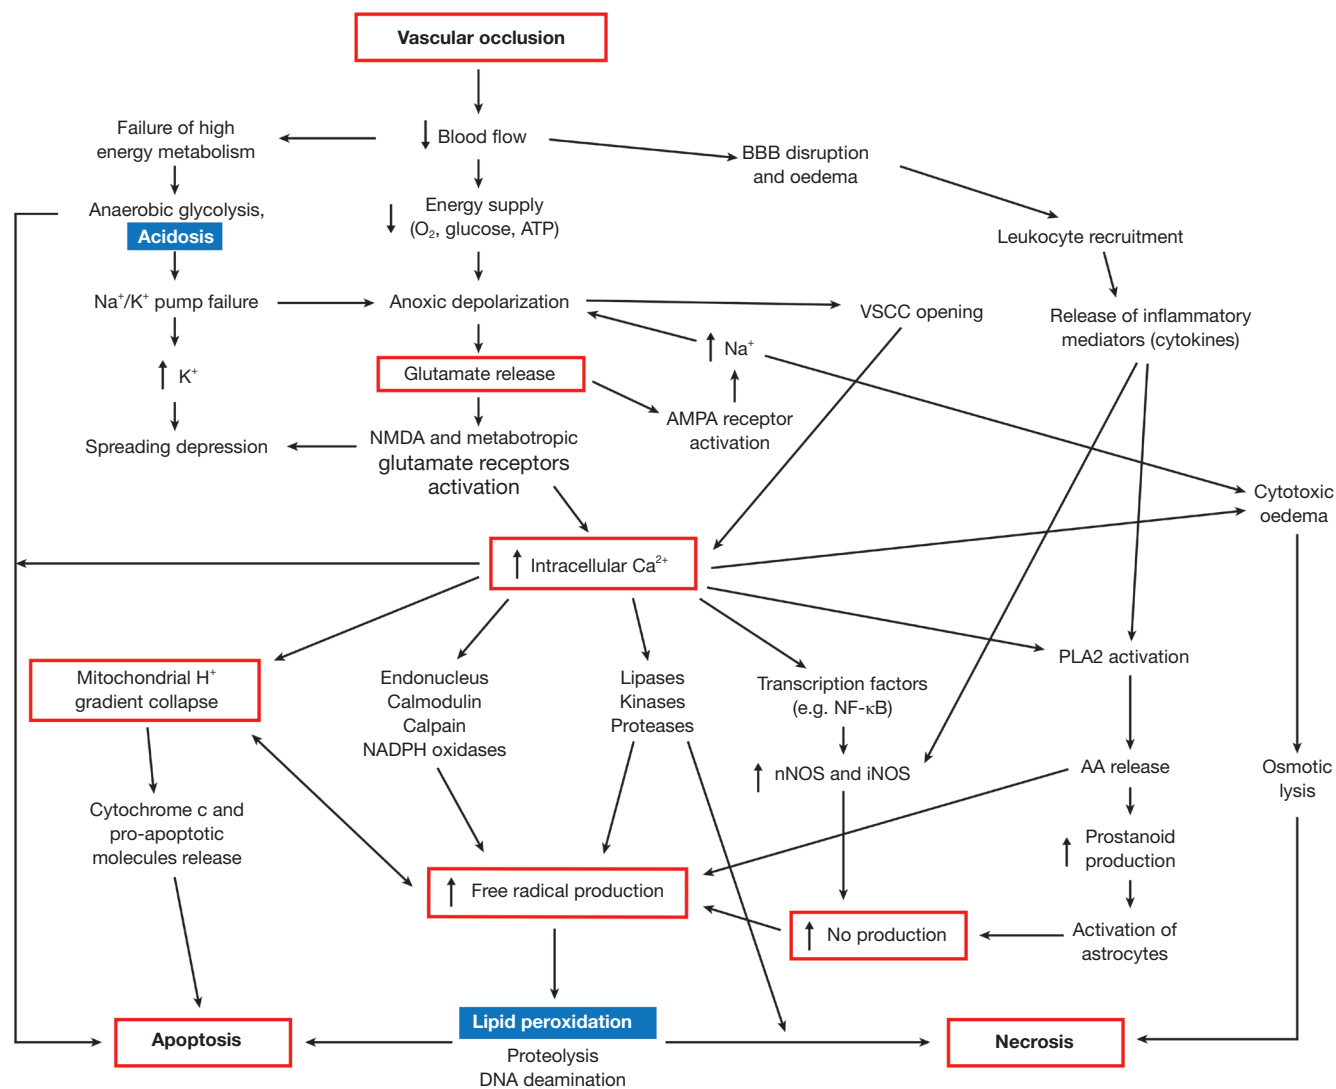 Vascular occlusion
Failure of high
energy metabolism
Blood flow
BBB disruption
and oedema
Anaerobic glycolysis,
Acidosis
Energy supply
(O₂, glucose, ATP)
Leukocyte recruitment
Na⁺/K⁺ pump failure
Anoxic depolarization
VSCC opening
Release of inflammatory
mediators (cytokines)
Na⁺
K⁺
Glutamate release
AMPA receptor
activation
Spreading depression
NMDA and metabotropic
glutamate receptors
activation
Cytotoxic
oedema
Intracellular Ca²⁺
Mitochondrial H⁺
gradient collapse
Endonucleus
Calmodulin
Calpain
NADPH oxidases
Lipases
Kinases
Proteases
Transcription factors
(e.g. NF-κB)
PLA2 activation
nNOS and iNOS
AA release
Osmotic
lysis
Cytochrome c and
pro-apoptotic
molecules release
Prostanoid
production
Free radical production
No production
Activation of
astrocytes
Apoptosis
Lipid peroxidation
Proteolysis
DNA deamination
Necrosis